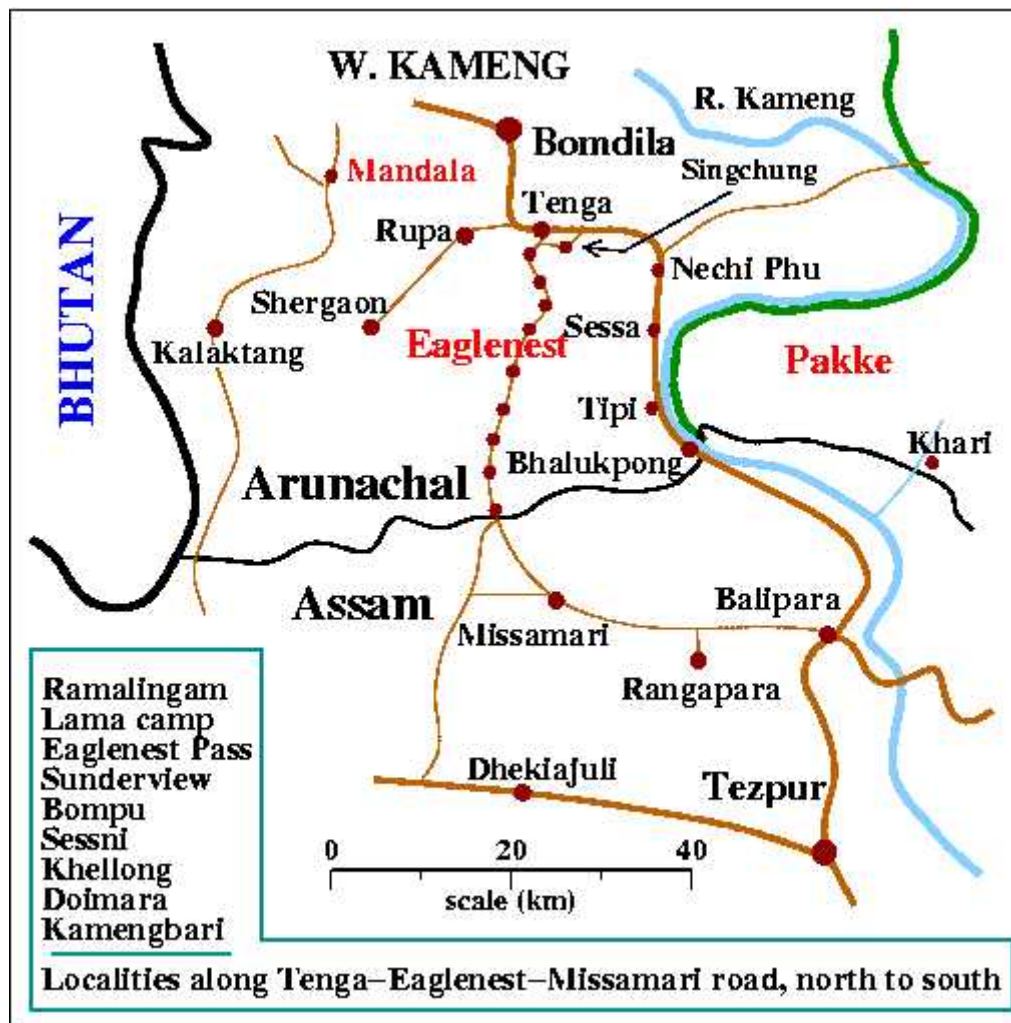 W. KAMENG
R. Kameng
Bomdila
Singchung
Mandala
Tenga
Rupa
Nechi Phu
BHUTAN
Shergaon
Sessa
Eaglenest
Kalaktang
Pakke
Tipi
Khari
Bhalukpong
Arunachal
Assam
Balipara
Missamari
Rangapara
Ramalingam
Lama camp
Eaglenest Pass
Sunderview
Bompu
Sessni
Khellong
Doimara
Kamengbari
Dhekiajuli
Tezpur
0 20 40
scale (km)
Localities along Tenga–Eaglenest–Missamari road, north to south